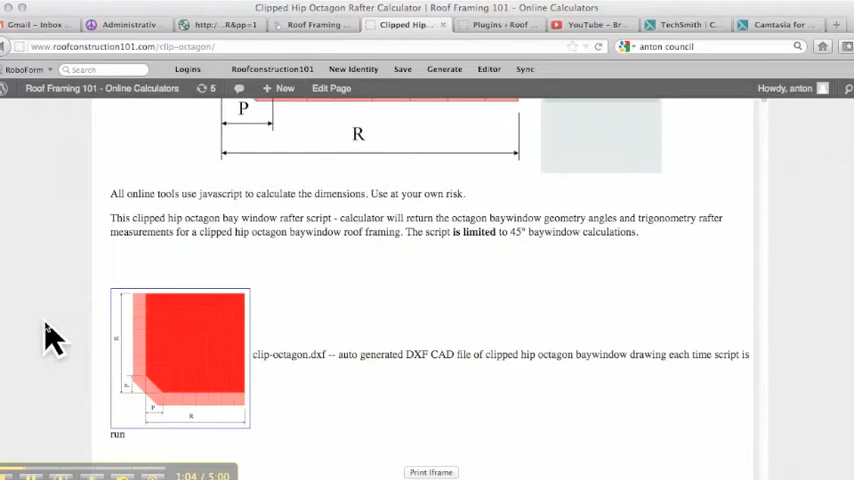 Clipped Hip Octagon Rafter Calculator | Roof Framing 101 - Online Calculators
Gmail - Inbox Administrativ... http:/...R&pp=1 Roof Framing ... Clipped Hip... Plugins ‹ Roof ... YouTube - Br... TechSmith | ... Camtasia for ...
www.roofconstruction101.com/clip-octagon/ anton council
RoboForm Search Logins Roofconstruction101 New Identity Save Generate Editor Sync
Roof Framing 101 - Online Calculators 5 + New Edit Page Howdy, anton
P
R
All online tools use javascript to calculate the dimensions. Use at your own risk.
This clipped hip octagon bay window rafter script - calculator will return the octagon baywindow geometry angles and trigonometry rafter
measurements for a clipped hip octagon baywindow roof framing. The script is limited to 45° baywindow calculations.
R
P
P
R
clip-octagon.dxf -- auto generated DXF CAD file of clipped hip octagon baywindow drawing each time script is
run
Print Iframe
1:04 / 5:00